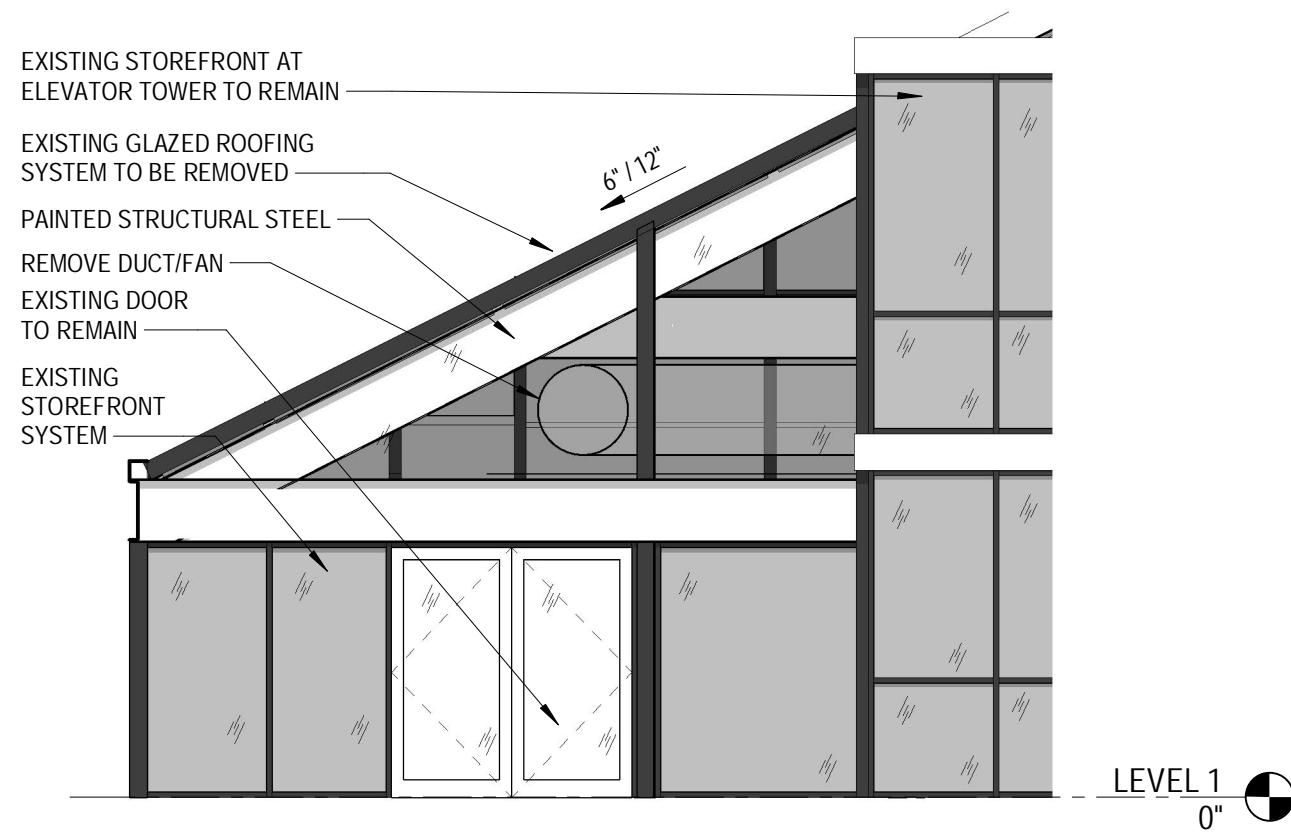 EXISTING STOREFRONT AT
ELEVATOR TOWER TO REMAIN
EXISTING GLAZED ROOFING
SYSTEM TO BE REMOVED
6" / 12"
PAINTED STRUCTURAL STEEL
REMOVE DUCT/FAN
EXISTING DOOR
TO REMAIN
EXISTING
STOREFRONT
SYSTEM
LEVEL 1
0"